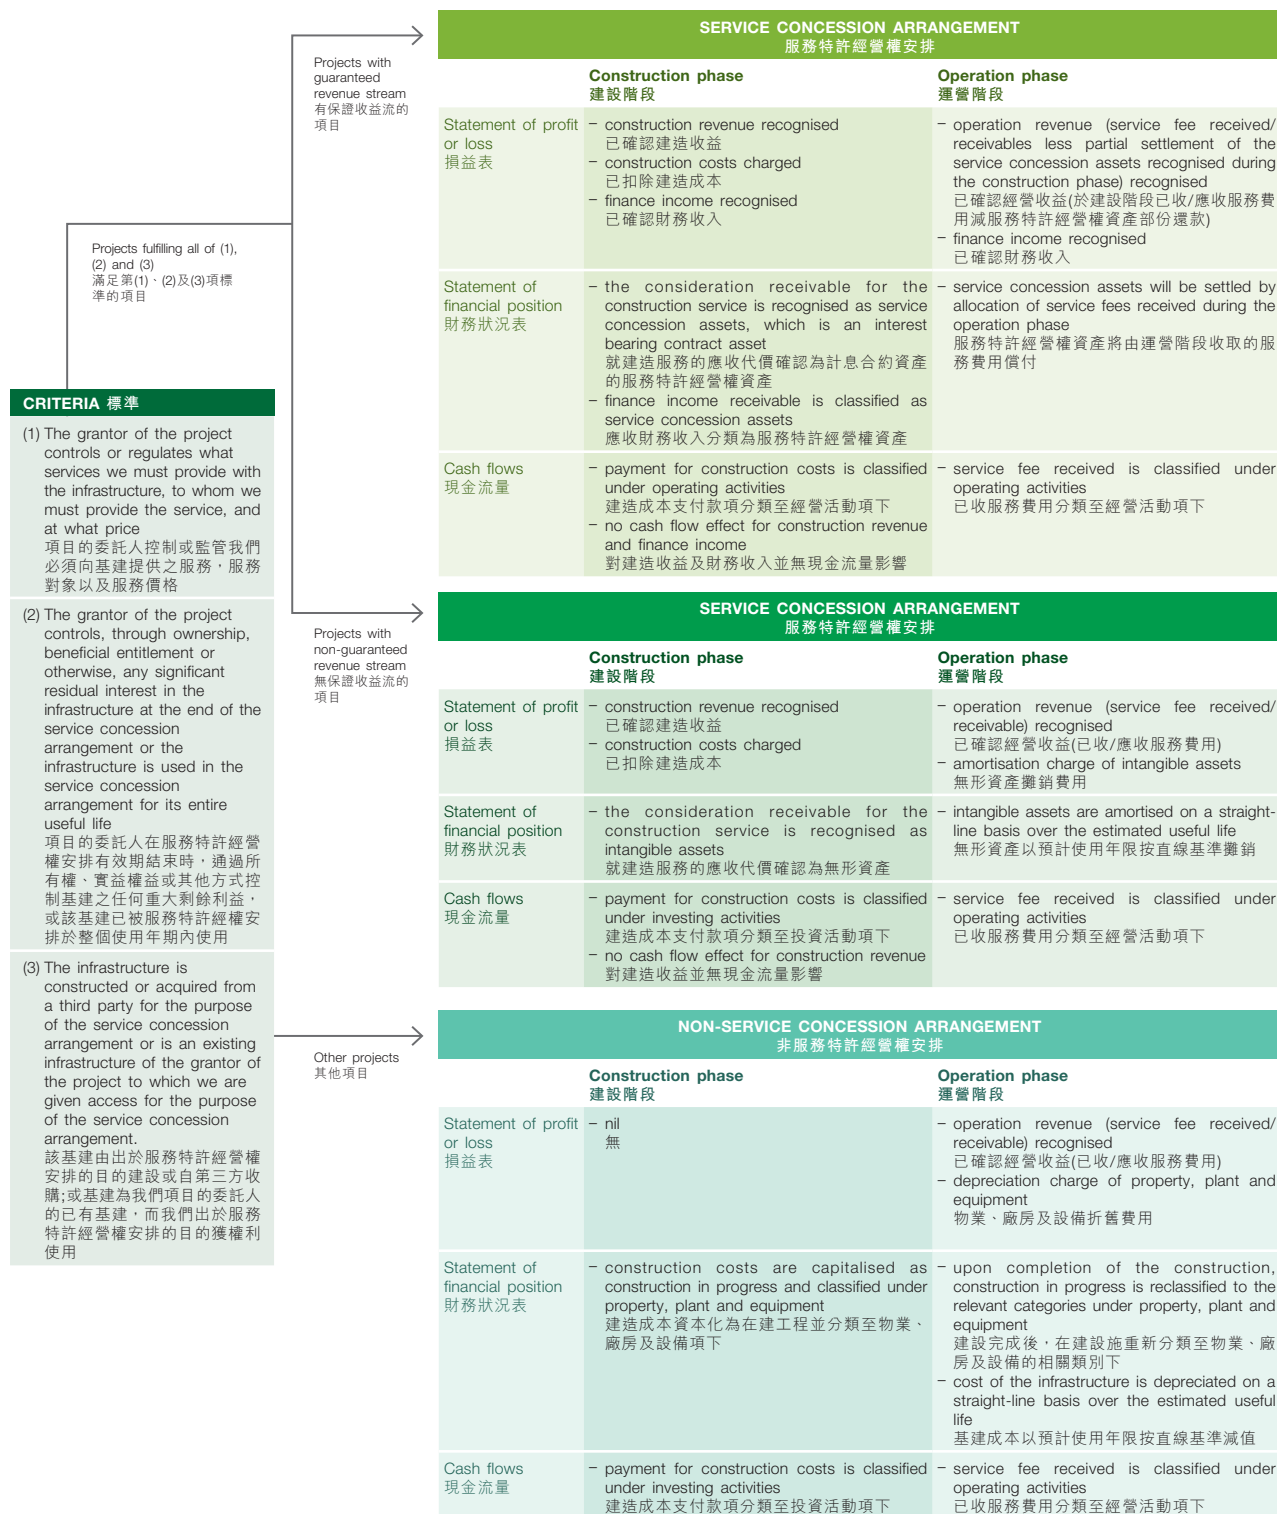 SERVICE CONCESSION ARRANGEMENT
服務特許經營權安排
Projects with
guaranteed
revenue stream
有保證收益流的
項目
Construction phase
建設階段
Operation phase
運營階段
Statement of profit
or loss
損益表
– construction revenue recognised
已確認建造收益
– construction costs charged
已扣除建造成本
– finance income recognised
已確認財務收入
– operation revenue (service fee received/
receivables less partial settlement of the
service concession assets recognised during
the construction phase) recognised
已確認經營收益(於建設階段已收/應收服務費
用減服務特許經營權資產部份還款)
– finance income recognised
已確認財務收入
Projects fulfilling all of (1),
(2) and (3)
滿足第(1)、(2)及(3)項標
準的項目
Statement of
financial position
財務狀況表
– the consideration receivable for the
construction service is recognised as service
concession assets, which is an interest
bearing contract asset
就建造服務的應收代價確認為計息合約資產
的服務特許經營權資產
– finance income receivable is classified as
service concession assets
應收財務收入分類為服務特許經營權資產
– service concession assets will be settled by
allocation of service fees received during the
operation phase
服務特許經營權資產將由運營階段收取的服
務費用償付
Cash flows
現金流量
– payment for construction costs is classified
under operating activities
建造成本支付款項分類至經營活動項下
– no cash flow effect for construction revenue
and finance income
對建造收益及財務收入並無現金流量影響
– service fee received is classified under
operating activities
已收服務費用分類至經營活動項下
CRITERIA 標準
(1) The grantor of the project
controls or regulates what
services we must provide with
the infrastructure, to whom we
must provide the service, and
at what price
項目的委託人控制或監管我們
必須向基建提供之服務，服務
對象以及服務價格
(2) The grantor of the project
controls, through ownership,
beneficial entitlement or
otherwise, any significant
residual interest in the
infrastructure at the end of the
service concession
arrangement or the
infrastructure is used in the
service concession
arrangement for its entire
useful life
項目的委託人在服務特許經營
權安排有效期結束時，通過所
有權、實益權益或其他方式控
制基建之任何重大剩餘利益，
或該基建已被服務特許經權安
排於整個使用年期內使用
(3) The infrastructure is
constructed or acquired from
a third party for the purpose
of the service concession
arrangement or is an existing
infrastructure of the grantor of
the project to which we are
given access for the purpose
of the service concession
arrangement.
該基建由出於服務特許經營權
安排的目的建設或自第三方收
購;或基建為我們項目的委託人
的已有基建，而我們出於服務
特許經營權安排的目的獲權利
使用
SERVICE CONCESSION ARRANGEMENT
服務特許經營權安排
Projects with
non-guaranteed
revenue stream
無保證收益流的
項目
Construction phase
建設階段
Operation phase
運營階段
Statement of profit
or loss
損益表
– construction revenue recognised
已確認建造收益
– construction costs charged
已扣除建造成本
– operation revenue (service fee received/
receivable) recognised
已確認經營收益(已收/應收服務費用)
– amortisation charge of intangible assets
無形資產攤銷費用
Statement of
financial position
財務狀況表
– the consideration receivable for the
construction service is recognised as
intangible assets
就建造服務的應收代價確認為無形資產
– intangible assets are amortised on a straight-
line basis over the estimated useful life
無形資產以預計使用年限按直線基準攤銷
Cash flows
現金流量
– payment for construction costs is classified
under investing activities
建造成本支付款項分類至投資活動項下
– no cash flow effect for construction revenue
對建造收益並無現金流量影響
– service fee received is classified under
operating activities
已收服務費用分類至經營活動項下
NON-SERVICE CONCESSION ARRANGEMENT
非服務特許經營權安排
Other projects
其他項目
Construction phase
建設階段
Operation phase
運營階段
Statement of profit
or loss
損益表
– nil
無
– operation revenue (service fee received/
receivable) recognised
已確認經營收益(已收/應收服務費用)
– depreciation charge of property, plant and
equipment
物業、廠房及設備折舊費用
Statement of
financial position
財務狀況表
– construction costs are capitalised as
construction in progress and classified under
property, plant and equipment
建造成本資本化為在建工程並分類至物業、
廠房及設備項下
– upon completion of the construction,
construction in progress is reclassified to the
relevant categories under property, plant and
equipment
建設完成後，在建設施重新分類至物業、廠
房及設備的相關類別下
– cost of the infrastructure is depreciated on a
straight-line basis over the estimated useful
life
基建成本以預計使用年限按直線基準減值
Cash flows
現金流量
– payment for construction costs is classified
under investing activities
建造成本支付款項分類至投資活動項下
– service fee received is classified under
operating activities
已收服務費用分類至經營活動項下